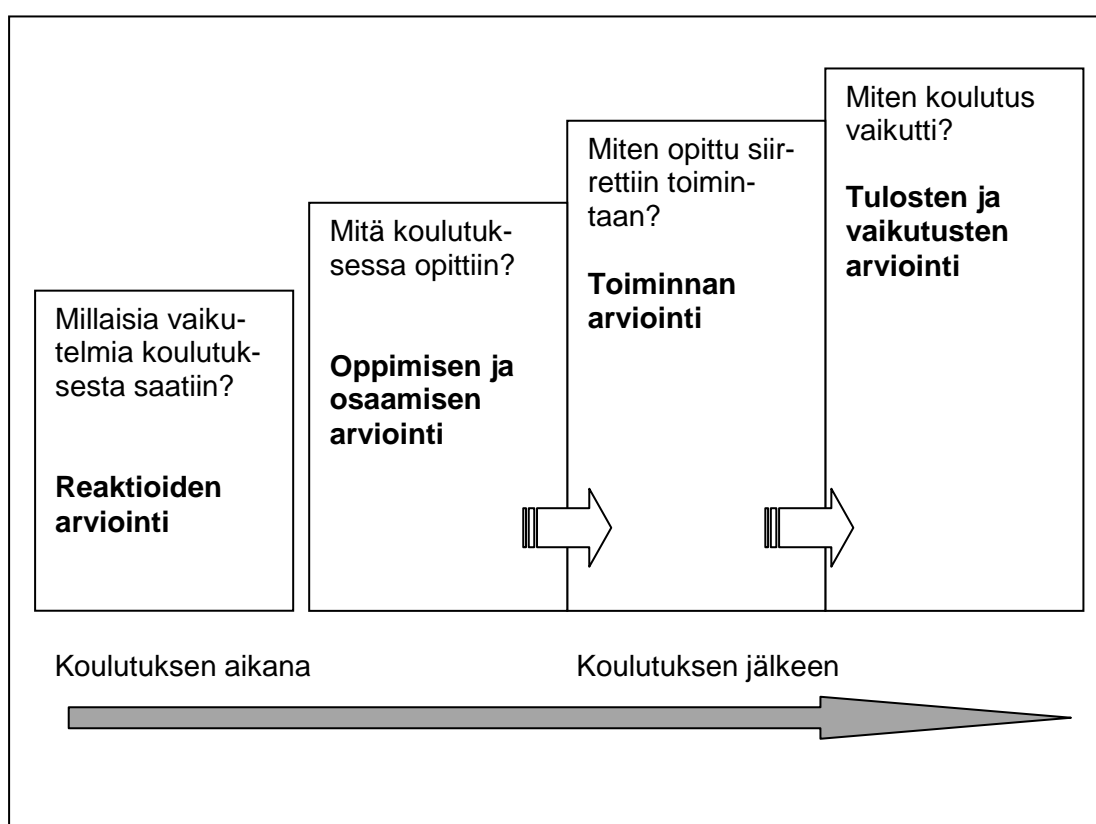 Millaisia vaiku-
telmia koulutuk-
sesta saatiin?
Reaktioiden
arviointi
Mitä koulutuk-
sessa opittiin?
Oppimisen ja
osaamisen
arviointi
Miten opittu siir-
rettiin toimin-
taan?
Toiminnan
arviointi
Miten koulutus
vaikutti?
Tulosten ja
vaikutusten
arviointi
Koulutuksen aikana
Koulutuksen jälkeen